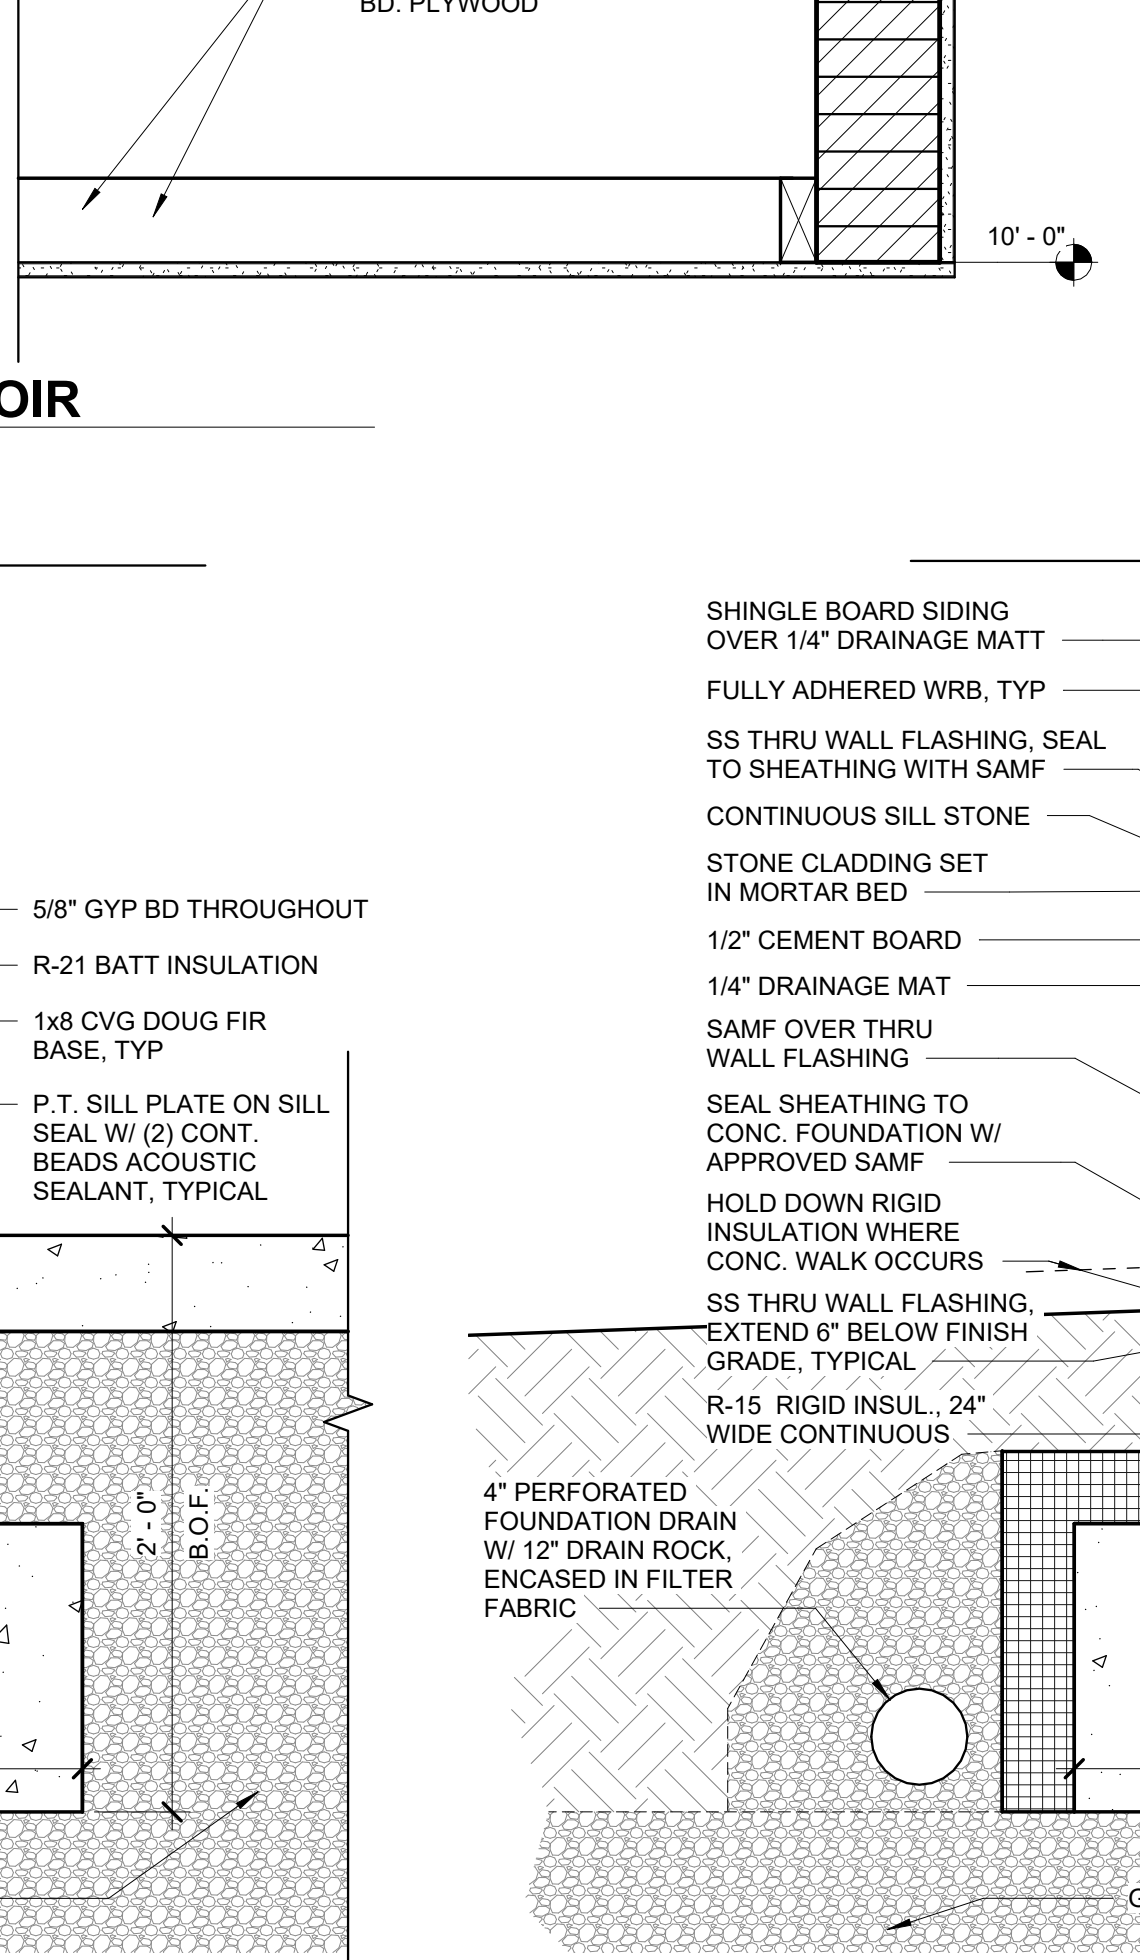 BD. PLYWOOD
10' - 0"
OIR
SHINGLE BOARD SIDING
OVER 1/4" DRAINAGE MATT
FULLY ADHERED WRB, TYP
SS THRU WALL FLASHING, SEAL
TO SHEATHING WITH SAMF
CONTINUOUS SILL STONE
STONE CLADDING SET
IN MORTAR BED
1/2" CEMENT BOARD
1/4" DRAINAGE MAT
SAMF OVER THRU
WALL FLASHING
SEAL SHEATHING TO
CONC. FOUNDATION W/
APPROVED SAMF
HOLD DOWN RIGID
INSULATION WHERE
CONC. WALK OCCURS
SS THRU WALL FLASHING,
EXTEND 6" BELOW FINISH
GRADE, TYPICAL
R-15 RIGID INSUL., 24"
WIDE CONTINUOUS
5/8" GYP BD THROUGHOUT
R-21 BATT INSULATION
1x8 CVG DOUG FIR
BASE, TYP
P.T. SILL PLATE ON SILL
SEAL W/ (2) CONT.
BEADS ACOUSTIC
SEALANT, TYPICAL
2' - 0"
B.O.F.
4" PERFORATED
FOUNDATION DRAIN
W/ 12" DRAIN ROCK,
ENCASED IN FILTER
FABRIC